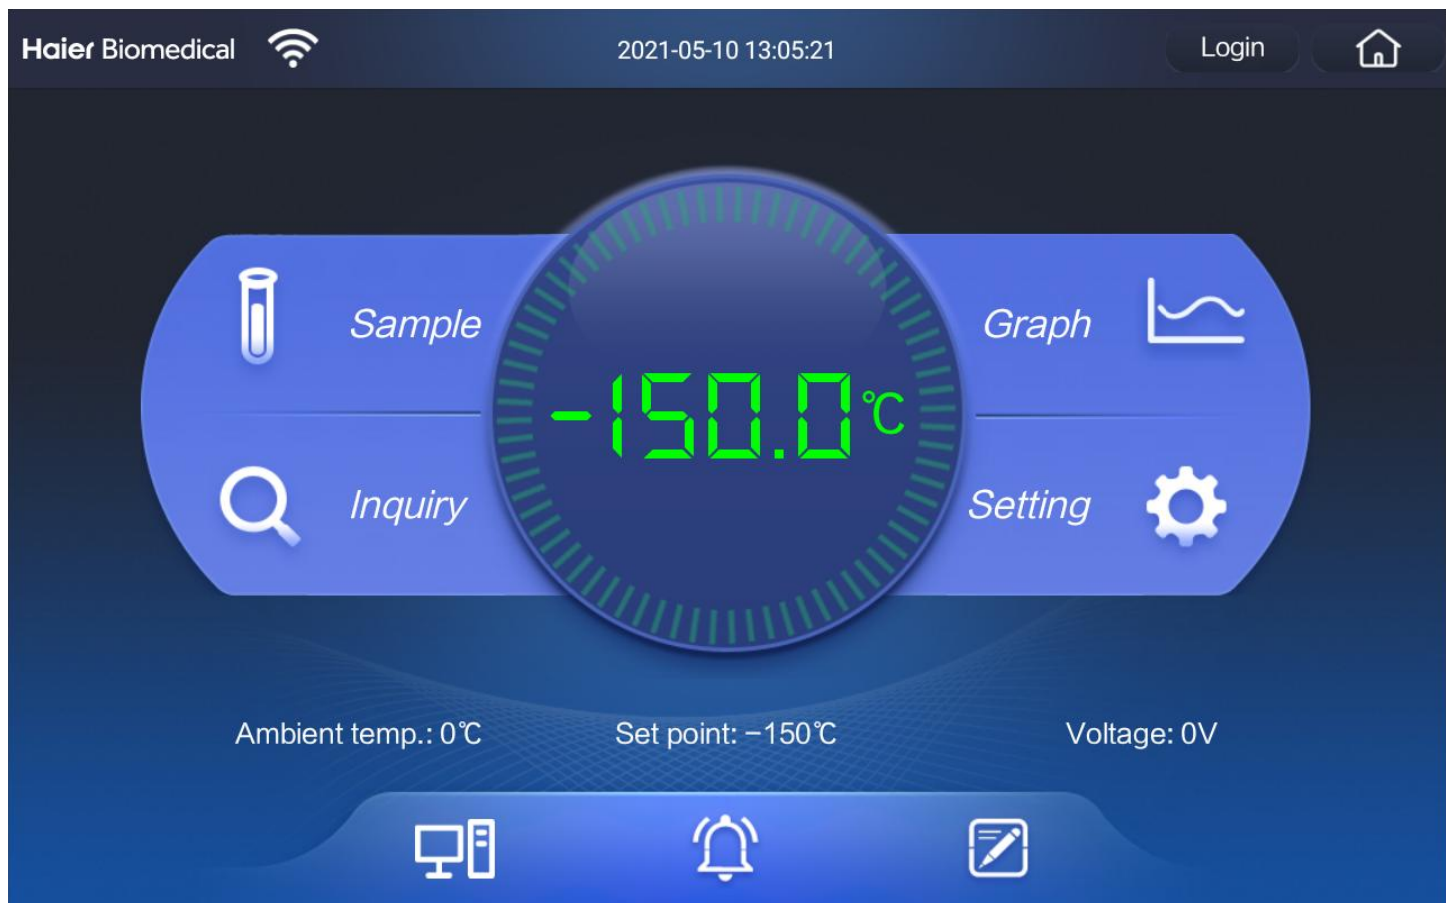 Haier Biomedical
2021-05-10 13:05:21
Login
Sample
Graph
-150.0℃
Inquiry
Setting
Ambient temp.: 0℃
Set point: −150℃
Voltage: 0V